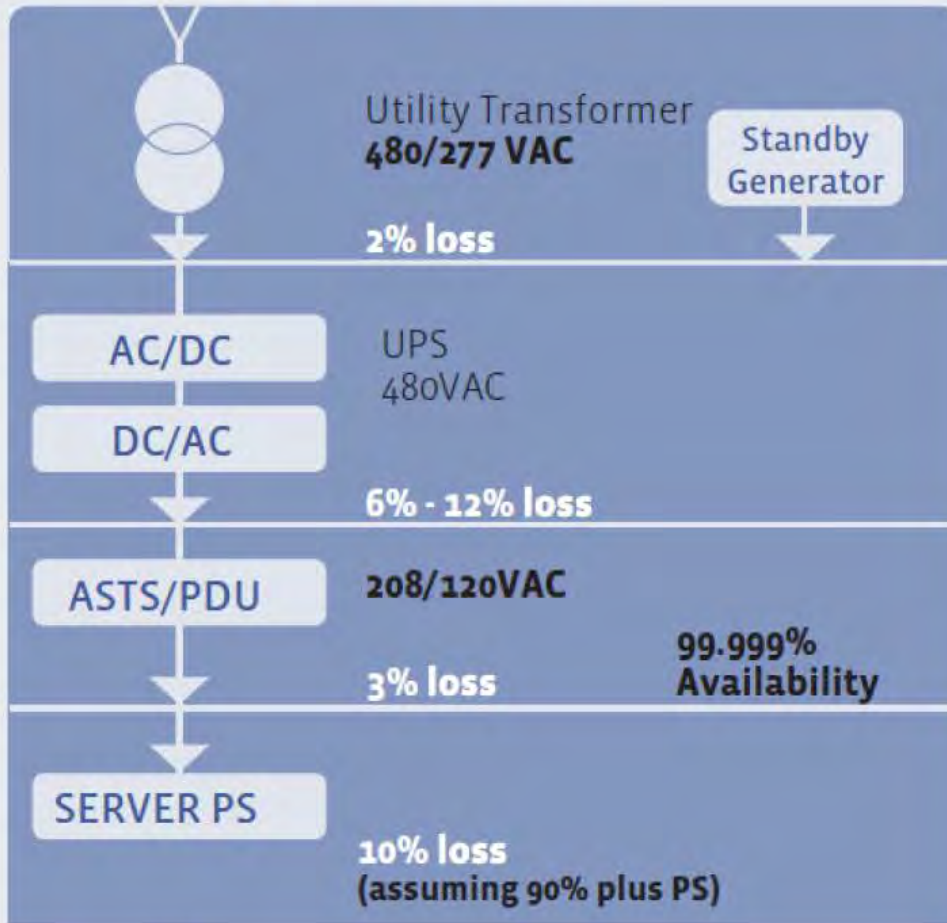 Utility Transformer
480/277 VAC
Standby
Generator
2% loss
AC/DC
UPS
480VAC
DC/AC
6% - 12% loss
ASTS/PDU
208/120VAC
99.999%
Availability
3% loss
SERVER PS
10% loss
(assuming 90% plus PS)